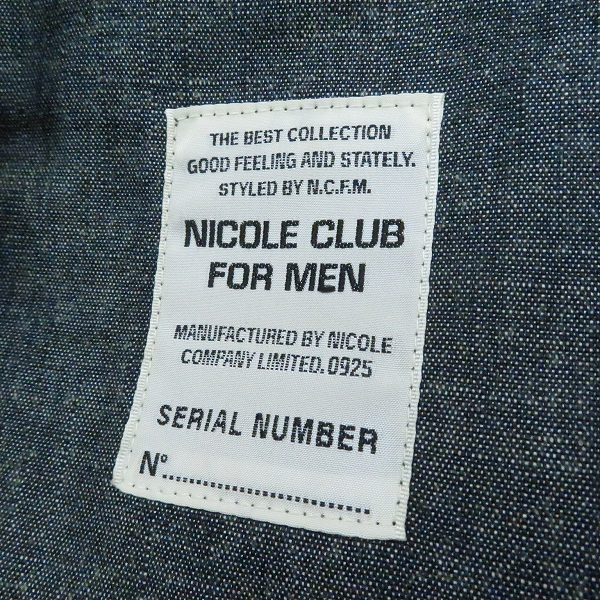 THE BEST COLLECTION
GOOD FEELING AND STATELY.
STYLED BY N.C.F.M.
NICOLE CLUB
FOR MEN
MANUFACTURED BY NICOLE
COMPANY LIMITED. 0925
SERIAL NUMBER
N°..............................